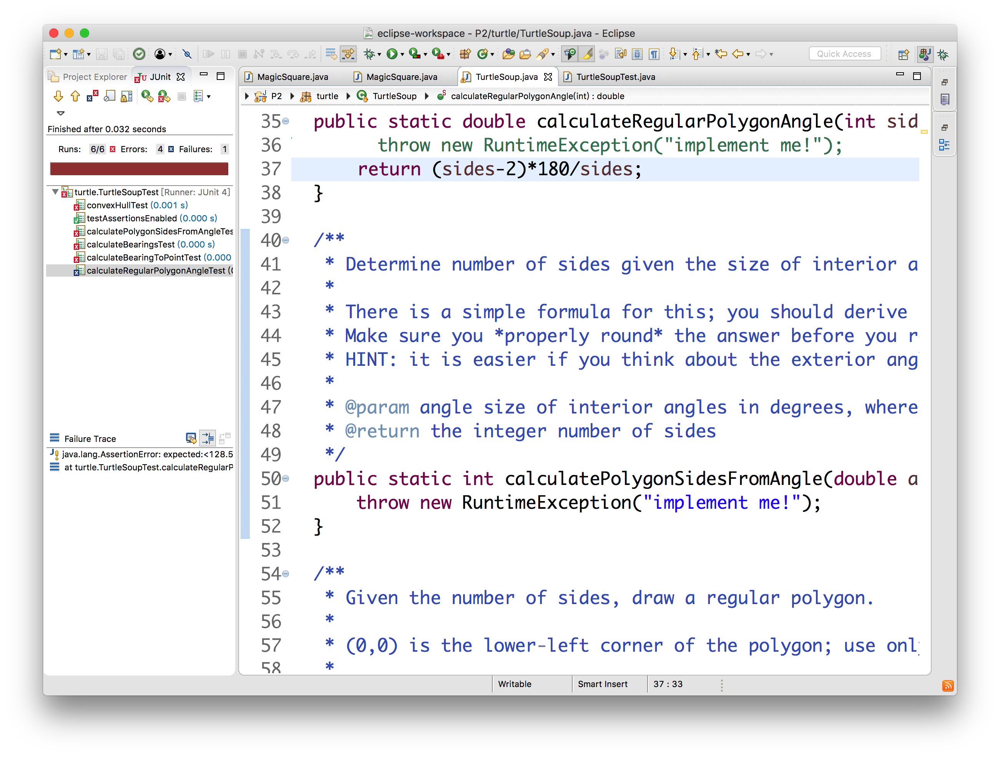 eclipse-workspace - P2/turtle/TurtleSoup.java - Eclipse
Quick Access
Project Explorer JUnit
MagicSquare.java MagicSquare.java TurtleSoup.java TurtleSoupTest.java
P2 turtle TurtleSoup calculateRegularPolygonAngle(int) : double
Finished after 0.032 seconds
Runs: 6/6 Errors: 4 Failures: 1
turtle.TurtleSoupTest [Runner: JUnit 4]
convexHullTest (0.001 s)
testAssertionsEnabled (0.000 s)
calculatePolygonSidesFromAngleTes
calculateBearingsTest (0.000 s)
calculateBearingToPointTest (0.000
calculateRegularPolygonAngleTest (
Failure Trace
java.lang.AssertionError: expected:<128.5
at turtle.TurtleSoupTest.calculateRegularP
35 public static double calculateRegularPolygonAngle(int sid
36 throw new RuntimeException("implement me!");
37 return (sides-2)*180/sides;
38 }
39
40 /**
41 * Determine number of sides given the size of interior a
42 *
43 * There is a simple formula for this; you should derive
44 * Make sure you *properly round* the answer before you r
45 * HINT: it is easier if you think about the exterior ang
46 *
47 * @param angle size of interior angles in degrees, where
48 * @return the integer number of sides
49 */
50 public static int calculatePolygonSidesFromAngle(double a
51 throw new RuntimeException("implement me!");
52 }
53
54 /**
55 * Given the number of sides, draw a regular polygon.
56 *
57 * (0,0) is the lower-left corner of the polygon; use only
58 *
Writable Smart Insert 37 : 33